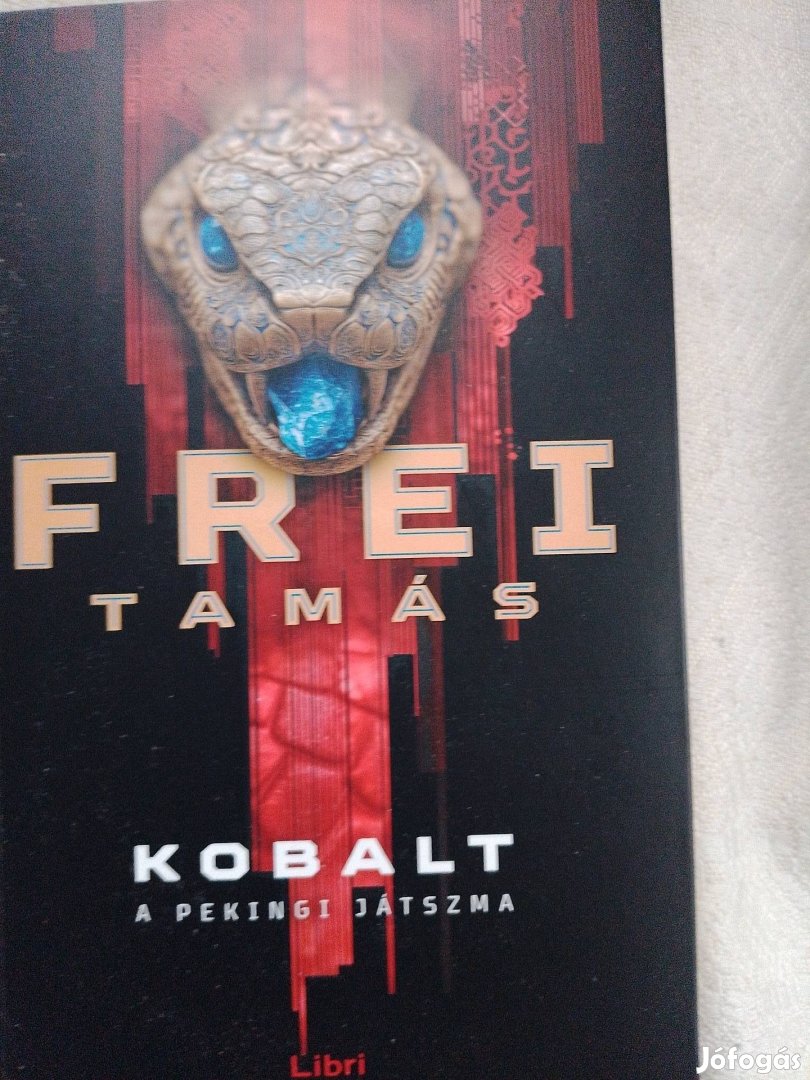 FREI
TAMÁS
KOBALT
A PEKINGI JÁTSZMA
Libri
Jófogás